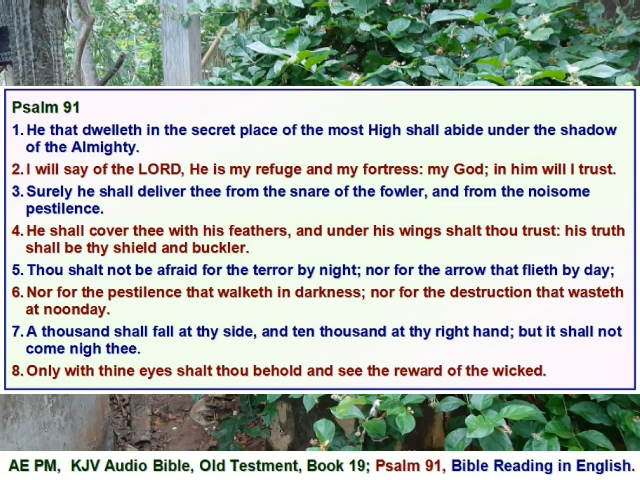 Psalm 91
1. He that dwelleth in the secret place of the most High shall abide under the shadow
of the Almighty.
2. I will say of the LORD, He is my refuge and my fortress: my God; in him will I trust.
3. Surely he shall deliver thee from the snare of the fowler, and from the noisome
pestilence.
4. He shall cover thee with his feathers, and under his wings shalt thou trust: his truth
shall be thy shield and buckler.
5. Thou shalt not be afraid for the terror by night; nor for the arrow that flieth by day;
6. Nor for the pestilence that walketh in darkness; nor for the destruction that wasteth
at noonday.
7. A thousand shall fall at thy side, and ten thousand at thy right hand; but it shall not
come nigh thee.
8. Only with thine eyes shalt thou behold and see the reward of the wicked.
AE PM, KJV Audio Bible, Old Testment, Book 19; Psalm 91, Bible Reading in English.